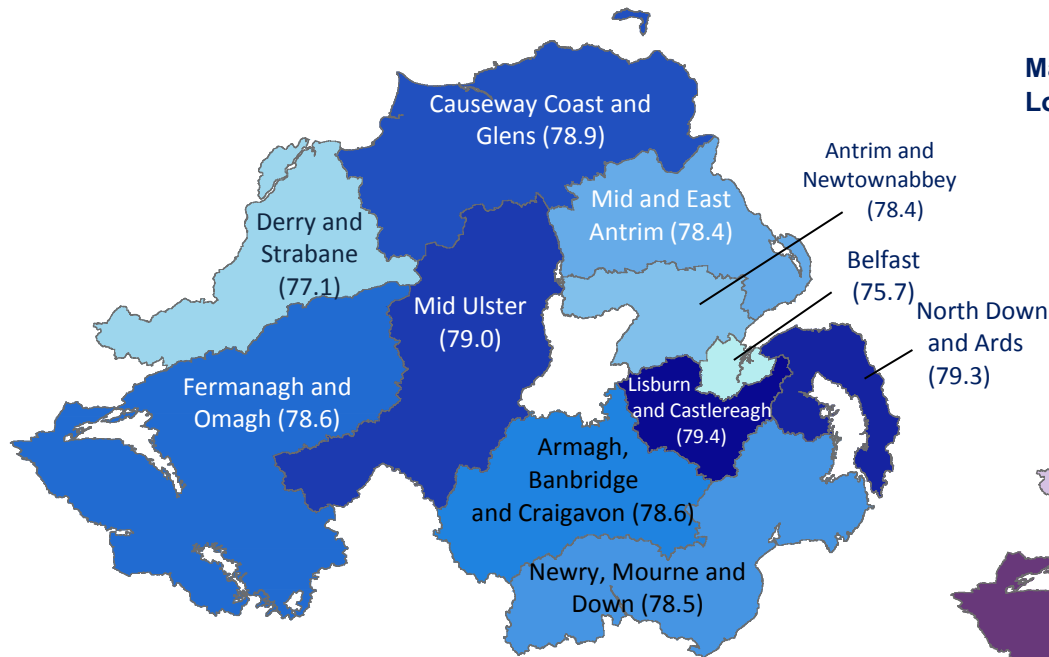 Ma
Lo
Causeway Coast and
Glens (78.9)
Antrim and
Newtownabbey
(78.4)
Mid and East
Antrim (78.4)
Derry and
Strabane
(77.1)
Belfast
(75.7)
Mid Ulster
(79.0)
North Down
and Ards
(79.3)
Fermanagh and
Omagh (78.6)
Lisburn
and Castlereagh
(79.4)
Armagh,
Banbridge
and Craigavon (78.6)
Newry, Mourne and
Down (78.5)